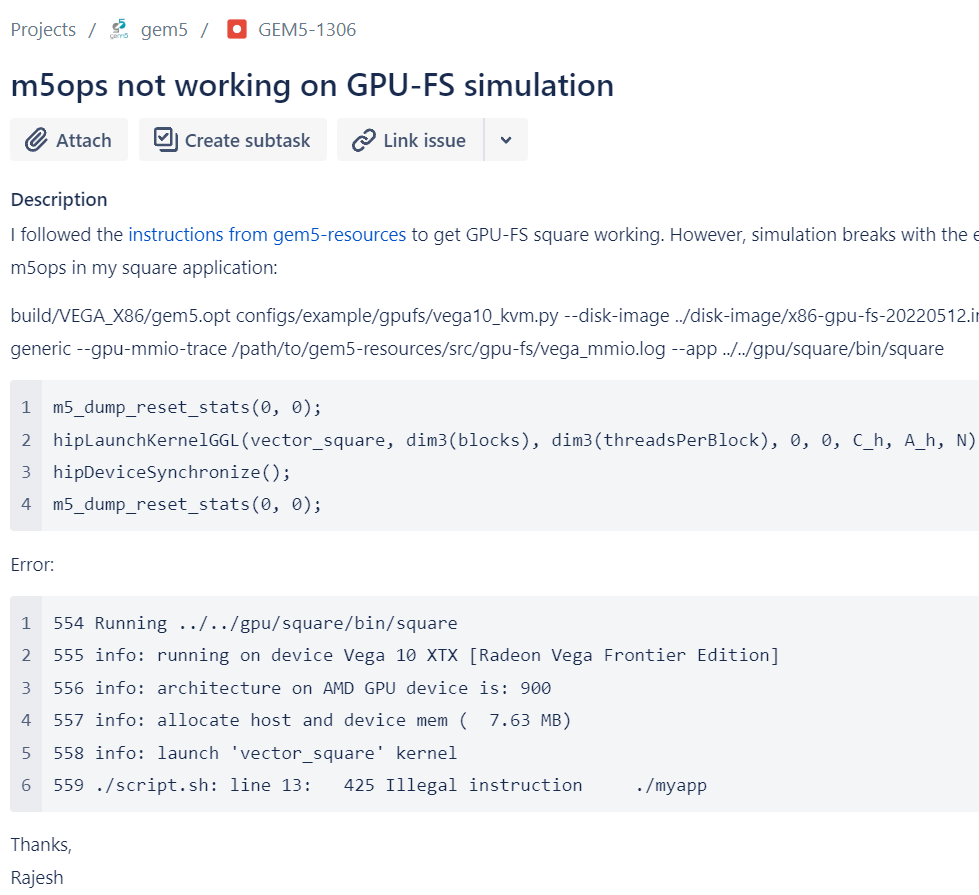 Projects / gem5 / GEM5-1306
m5ops not working on GPU-FS simulation
Attach Create subtask Link issue
Description
I followed the instructions from gem5-resources to get GPU-FS square working. However, simulation breaks with the
m5ops in my square application:
build/VEGA_X86/gem5.opt configs/example/gpufs/vega10_kvm.py --disk-image ../disk-image/x86-gpu-fs-20220512.i
generic --gpu-mmio-trace /path/to/gem5-resources/src/gpu-fs/vega_mmio.log --app ../../gpu/square/bin/square
1 m5_dump_reset_stats(0, 0);
2 hipLaunchKernelGGL(vector_square, dim3(blocks), dim3(threadsPerBlock), 0, 0, C_h, A_h, N)
3 hipDeviceSynchronize();
4 m5_dump_reset_stats(0, 0);
Error:
1 554 Running ../../gpu/square/bin/square
2 555 info: running on device Vega 10 XTX [Radeon Vega Frontier Edition]
3 556 info: architecture on AMD GPU device is: 900
4 557 info: allocate host and device mem (  7.63 MB)
5 558 info: launch 'vector_square' kernel
6 559 ./script.sh: line 13:   425 Illegal instruction     ./myapp
Thanks,
Rajesh